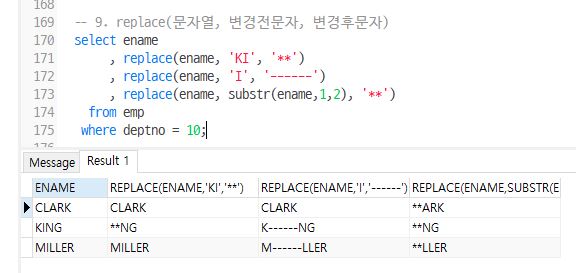 168
169 -- 9. replace(문자열, 변경전문자, 변경후문자)
170 select ename
171 , replace(ename, 'KI', '**')
172 , replace(ename, 'I', '------')
173 , replace(ename, substr(ename,1,2), '**')
174 from emp
175 where deptno = 10;
Message Result 1
ENAME REPLACE(ENAME,'KI','**') REPLACE(ENAME,'I','------') REPLACE(ENAME,SUBSTR(E
CLARK CLARK CLARK **ARK
KING **NG K------NG **NG
MILLER MILLER M------LLER **LLER